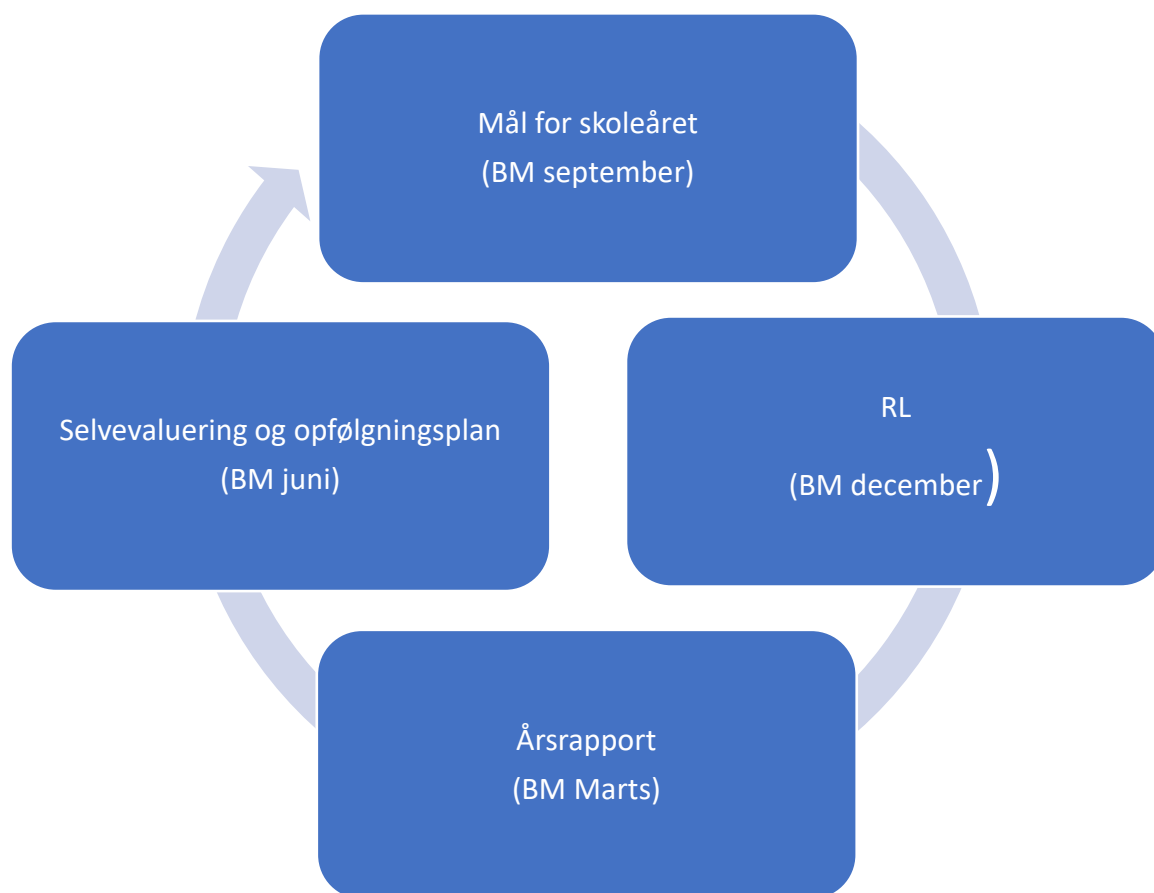 Mål for skoleåret
(BM september)
RL
(BM december)
Årsrapport
(BM Marts)
Selvevaluering og opfølgningsplan
(BM juni)